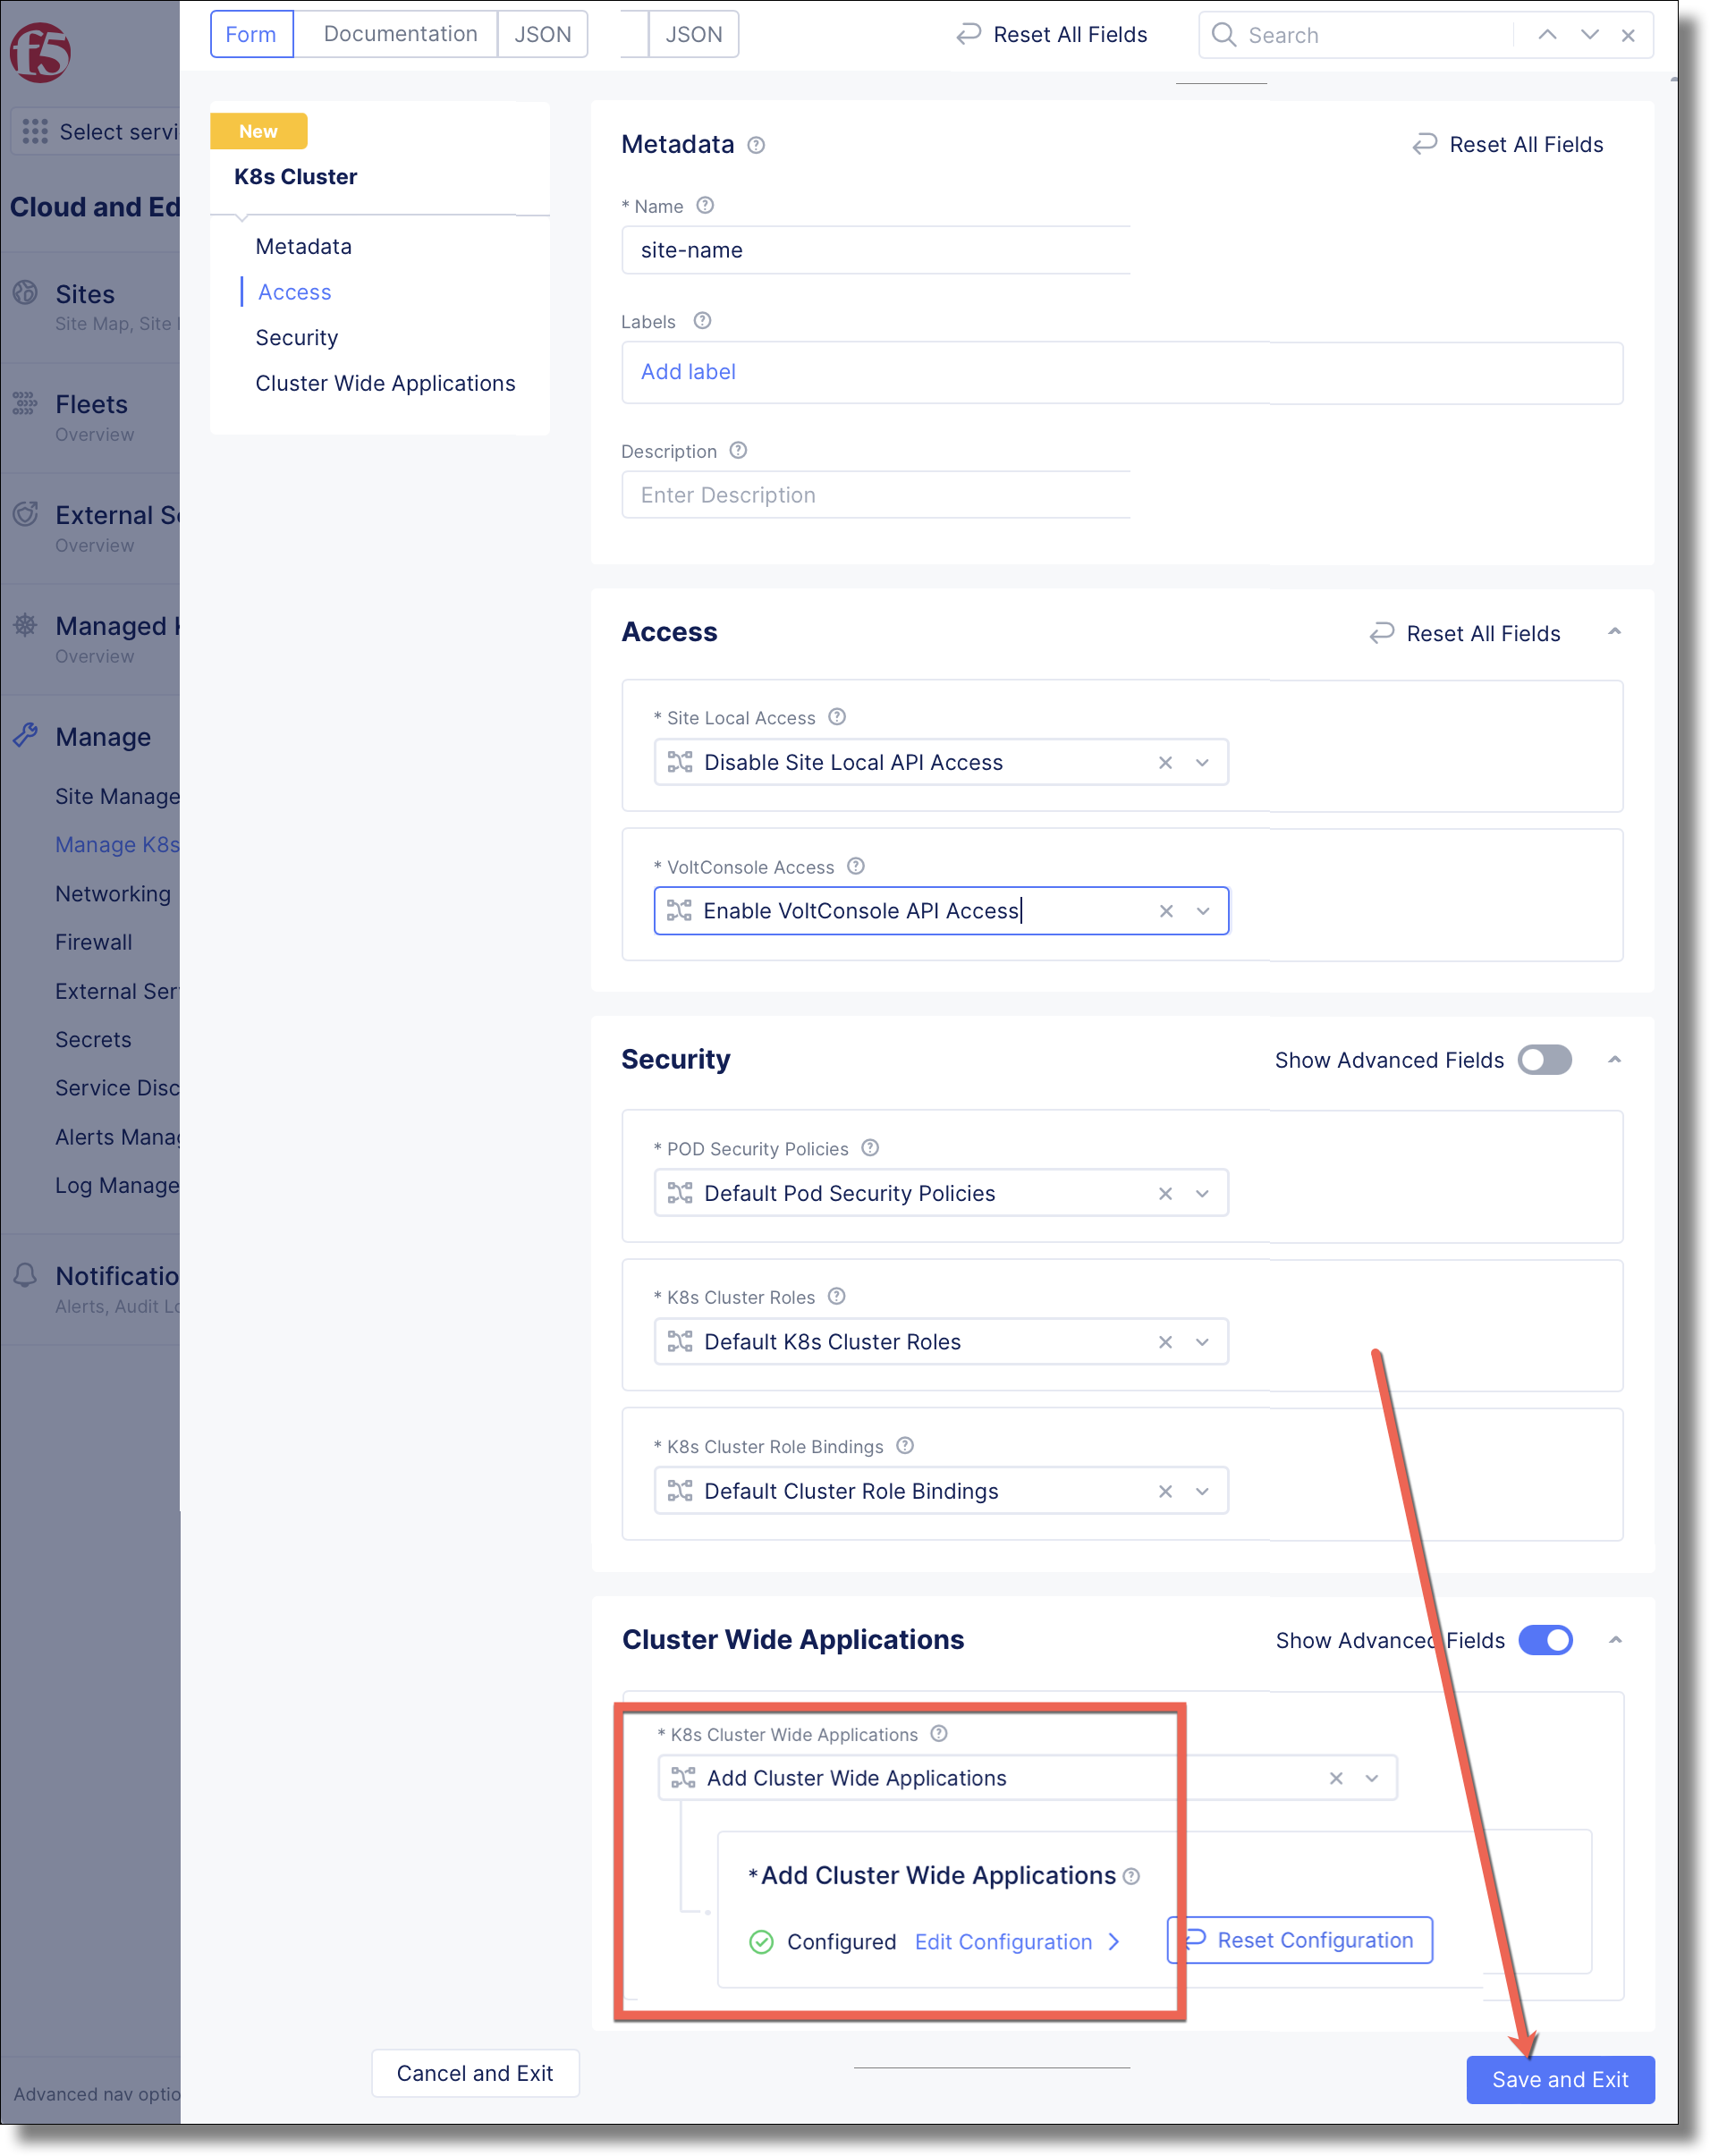 f5
Select servi
Cloud and Ed
Sites
Site Map, Site
Fleets
Overview
External Se
Overview
Managed K
Overview
Manage
Site Manage
Manage K8s
Networking
Firewall
External Ser
Secrets
Service Disc
Alerts Manag
Log Manage
Notificatio
Alerts, Audit Lo
Advanced nav optio
Form
Documentation
JSON
JSON
Reset All Fields
Search
New
K8s Cluster
Metadata
Access
Security
Cluster Wide Applications
Metadata
Reset All Fields
* Name
site-name
Labels
Add label
Description
Enter Description
Access
Reset All Fields
* Site Local Access
Disable Site Local API Access
* VoltConsole Access
Enable VoltConsole API Access
Security
Show Advanced Fields
* POD Security Policies
Default Pod Security Policies
* K8s Cluster Roles
Default K8s Cluster Roles
* K8s Cluster Role Bindings
Default Cluster Role Bindings
Cluster Wide Applications
Show Advanced Fields
* K8s Cluster Wide Applications
Add Cluster Wide Applications
*Add Cluster Wide Applications
Configured
Edit Configuration
Reset Configuration
Cancel and Exit
Save and Exit